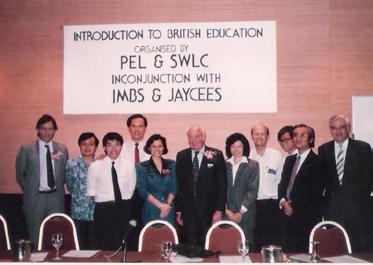 INTRODUCTION TO BRITISH EDUCATION
ORGANISED BY
PEL & SWLC
INCONJUNCTION WITH
IMBS & JAYCEES